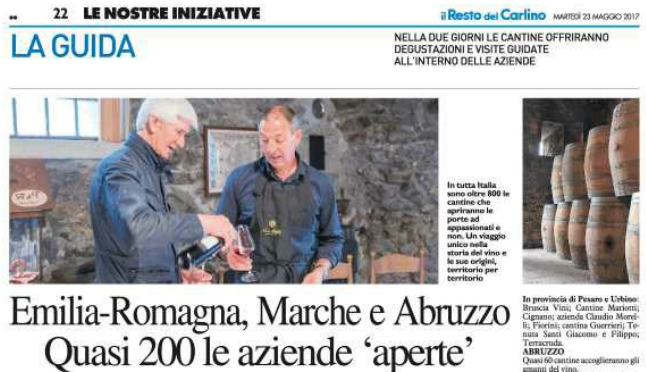 22 LE NOSTRE INIZIATIVE
il Resto del Carlino MARTEDÌ 23 MAGGIO 2017
LA GUIDA
NELLA DUE GIORNI LE CANTINE OFFRIRANNO
DEGUSTAZIONI E VISITE GUIDATE
ALL'INTERNO DELLE AZIENDE
In tutta Italia
sono oltre 800 le
cantine che
apriranno le
porte ad
appassionati e
non. Un viaggio
unico nella
storia del vino e
le sue origini,
territorio per
territorio
Emilia-Romagna, Marche e Abruzzo
Quasi 200 le aziende ‘aperte’
In provincia di Pesaro e Urbino:
Bruscia Vini; Cantine Mariotti;
Cignano; azienda Claudio Morel-
li; Fiorini; cantina Guerrieri; Te-
nuta Santi Giacomo e Filippo;
Terracruda.
ABRUZZO
Quasi 60 cantine accoglieranno gli
amanti del vino.